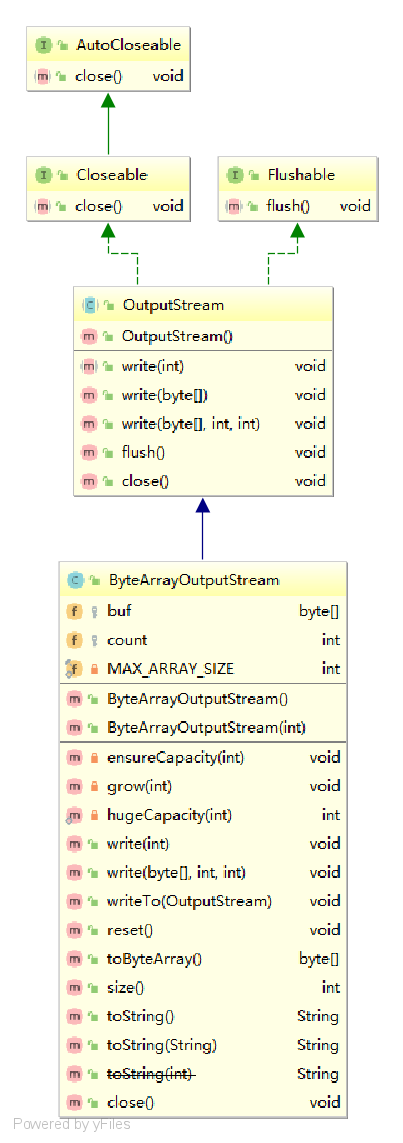 AutoCloseable
close() void
Closeable
close() void
Flushable
flush() void
OutputStream
OutputStream()
write(int) void
write(byte[]) void
write(byte[], int, int) void
flush() void
close() void
ByteArrayOutputStream
buf byte[]
count int
MAX_ARRAY_SIZE int
ByteArrayOutputStream()
ByteArrayOutputStream(int)
ensureCapacity(int) void
grow(int) void
hugeCapacity(int) int
write(int) void
write(byte[], int, int) void
writeTo(OutputStream) void
reset() void
toByteArray() byte[]
size() int
toString() String
toString(String) String
toString(int) String
close() void
Powered by yFiles